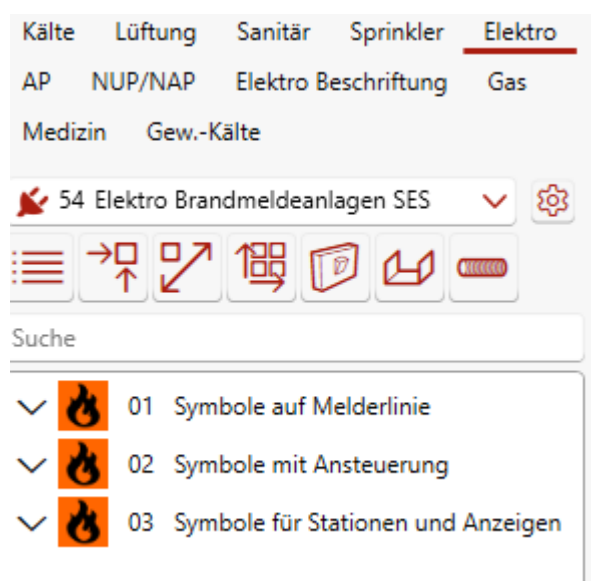 Kälte Lüftung Sanitär Sprinkler Elektro
AP NUP/NAP Elektro Beschriftung Gas
Medizin Gew.-Kälte
54 Elektro Brandmeldeanlagen SES
Suche
01 Symbole auf Melderlinie
02 Symbole mit Ansteuerung
03 Symbole für Stationen und Anzeigen